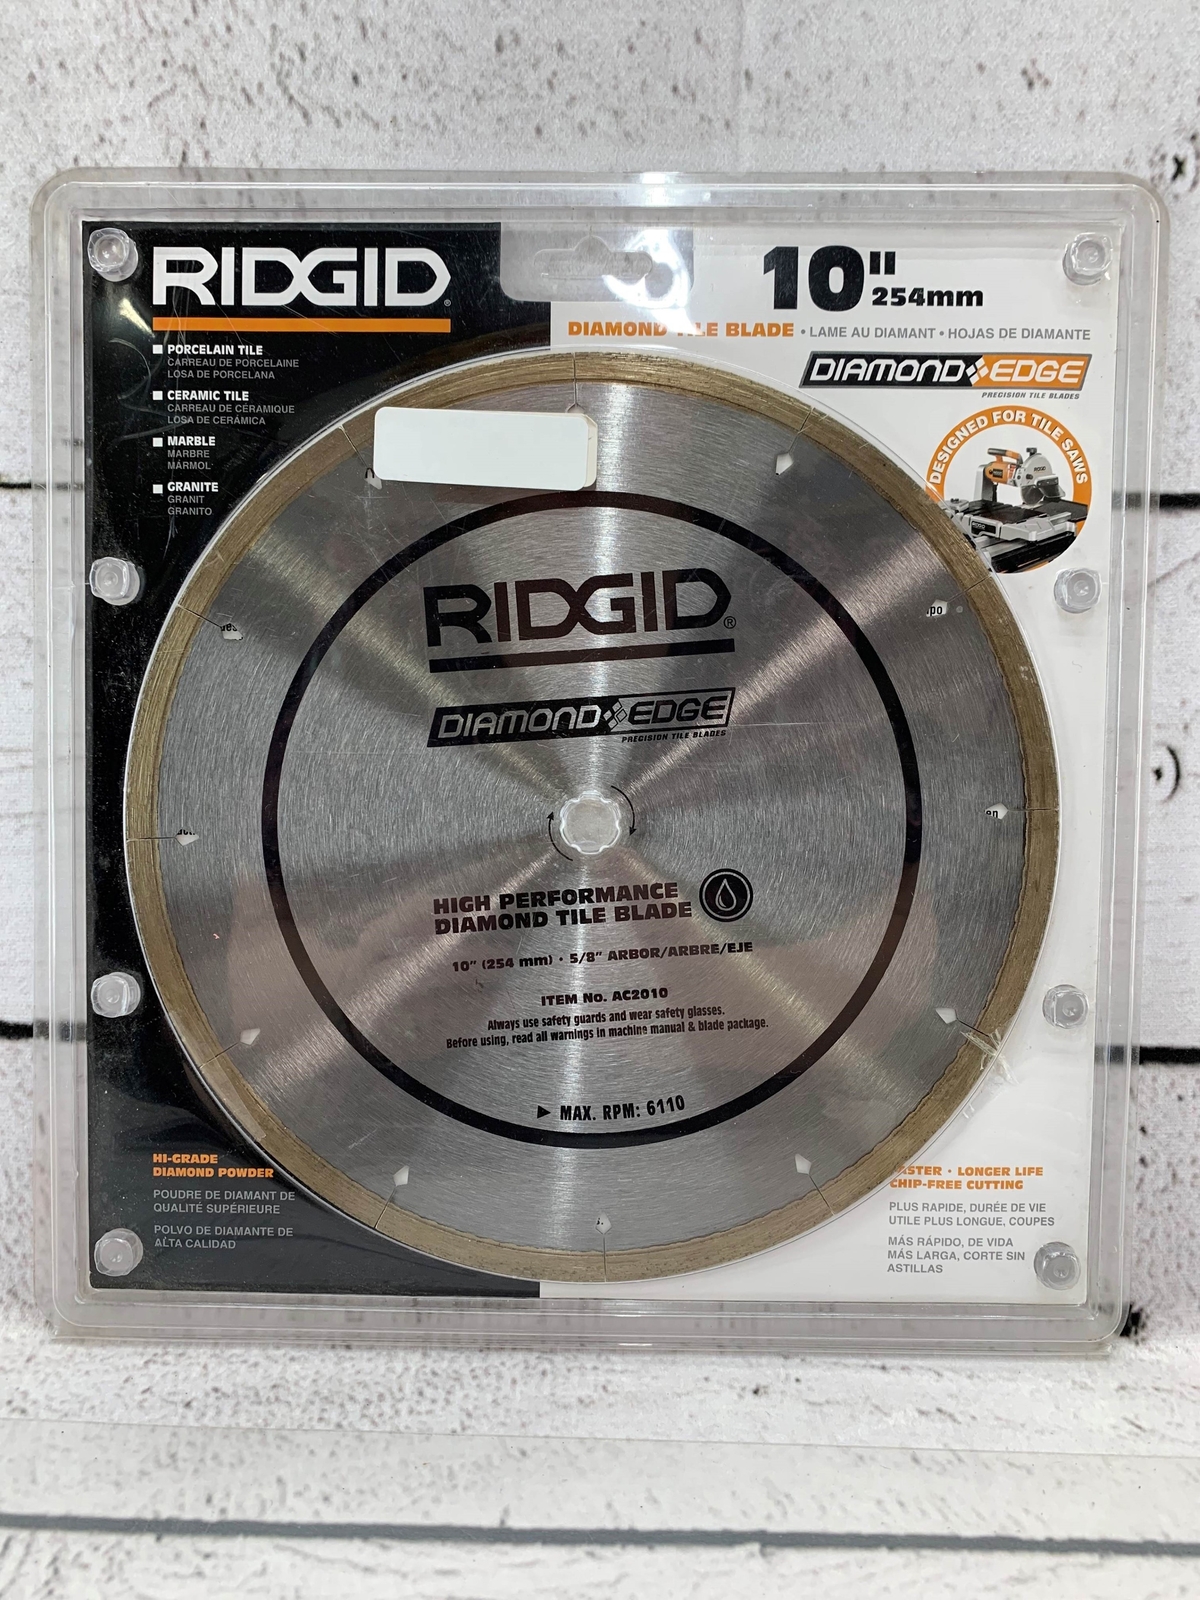 RIDGID®
10"
254mm
DIAMOND TILE BLADE • LAME AU DIAMANT • HOJAS DE DIAMANTE
DIAMOND EDGE
PRECISION TILE BLADES
DESIGNED FOR TILE SAWS
PORCELAIN TILE
CARREAU DE PORCELAINE
LOSA DE PORCELANA
CERAMIC TILE
CARREAU DE CÉRAMIQUE
LOSA DE CERÁMICA
MARBLE
MARBRE
MÁRMOL
GRANITE
GRANIT
GRANITO
RIDGID®
DIAMOND EDGE
PRECISION TILE BLADES
HIGH PERFORMANCE
DIAMOND TILE BLADE
10" (254 mm) • 5/8" ARBOR/ARBRE/EJE
ITEM No. AC2010
Always use safety guards and wear safety glasses.
Before using, read all warnings in machine manual & blade package.
MAX. RPM: 6110
HI-GRADE
DIAMOND POWDER
POUDRE DE DIAMANT DE
QUALITÉ SUPÉRIEURE
POLVO DE DIAMANTE DE
ALTA CALIDAD
ASTER • LONGER LIFE
CHIP-FREE CUTTING
PLUS RAPIDE, DURÉE DE VIE
UTILE PLUS LONGUE, COUPES
MÁS RÁPIDO, DE VIDA
MÁS LARGA, CORTE SIN
ASTILLAS